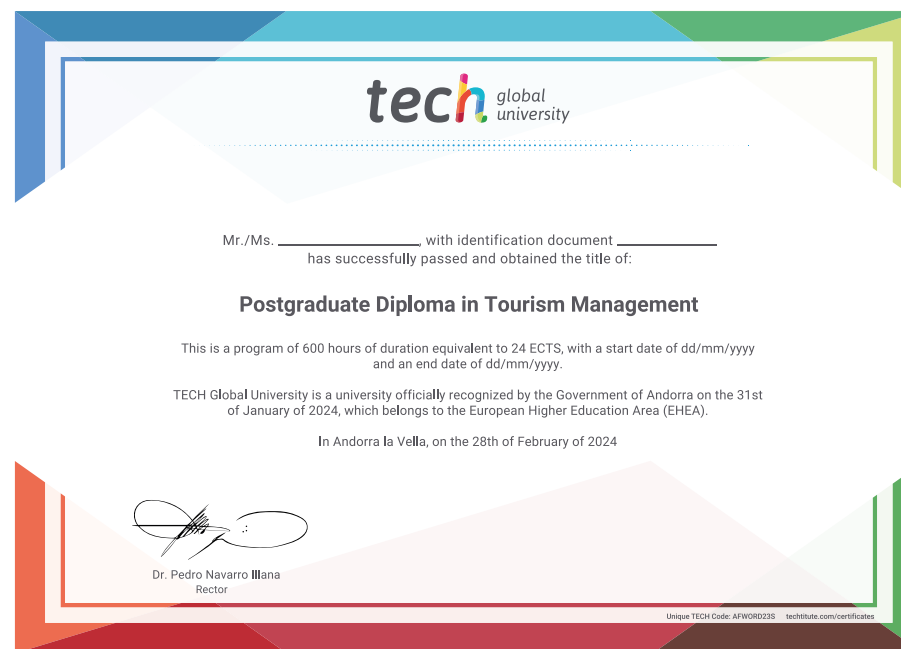 tech global
university
Mr./Ms. ____________, with identification document ____________
has successfully passed and obtained the title of:
Postgraduate Diploma in Tourism Management
This is a program of 600 hours of duration equivalent to 24 ECTS, with a start date of dd/mm/yyyy
and an end date of dd/mm/yyyy.
TECH Global University is a university officially recognized by the Government of Andorra on the 31st
of January of 2024, which belongs to the European Higher Education Area (EHEA).
In Andorra la Vella, on the 28th of February of 2024
Dr. Pedro Navarro Illana
Rector
Unique TECH Code: AFWORD23S techtitute.com/certificates